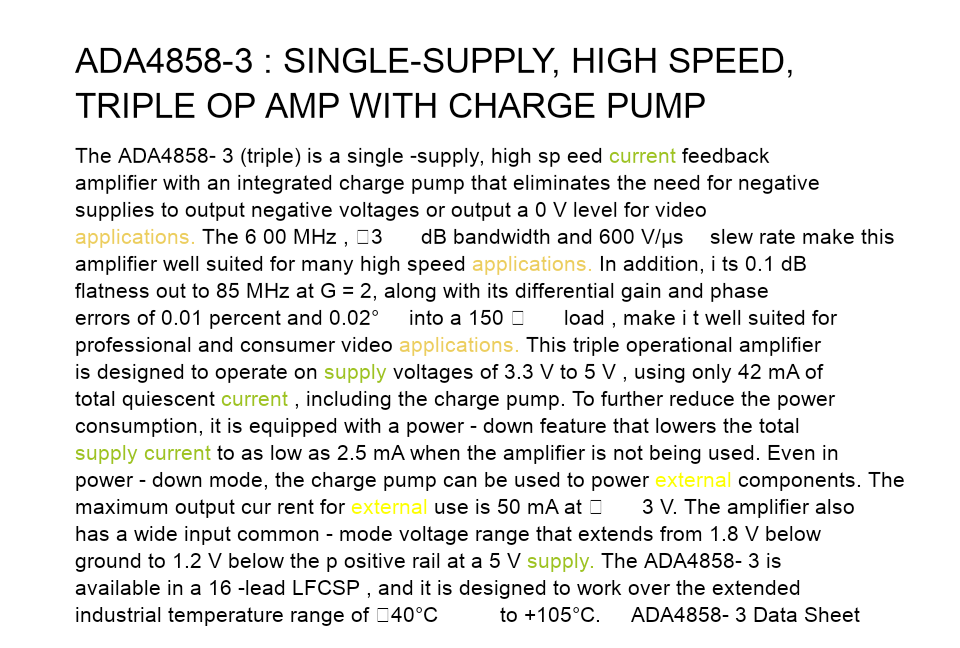 ADA4858-3 : SINGLE-SUPPLY, HIGH SPEED,
TRIPLE OP AMP WITH CHARGE PUMP
The ADA4858- 3 (triple) is a single -supply, high sp eed current feedback
amplifier with an integrated charge pump that eliminates the need for negative
supplies to output negative voltages or output a 0 V level for video
applications. The 6 00 MHz , □3 dB bandwidth and 600 V/μs slew rate make this
amplifier well suited for many high speed applications. In addition, i ts 0.1 dB
flatness out to 85 MHz at G = 2, along with its differential gain and phase
errors of 0.01 percent and 0.02° into a 150 □ load , make i t well suited for
professional and consumer video applications. This triple operational amplifier
is designed to operate on supply voltages of 3.3 V to 5 V , using only 42 mA of
total quiescent current , including the charge pump. To further reduce the power
consumption, it is equipped with a power - down feature that lowers the total
supply current to as low as 2.5 mA when the amplifier is not being used. Even in
power - down mode, the charge pump can be used to power external components. The
maximum output cur rent for external use is 50 mA at □ 3 V. The amplifier also
has a wide input common - mode voltage range that extends from 1.8 V below
ground to 1.2 V below the p ositive rail at a 5 V supply. The ADA4858- 3 is
available in a 16 -lead LFCSP , and it is designed to work over the extended
industrial temperature range of □40°C to +105°C. ADA4858- 3 Data Sheet